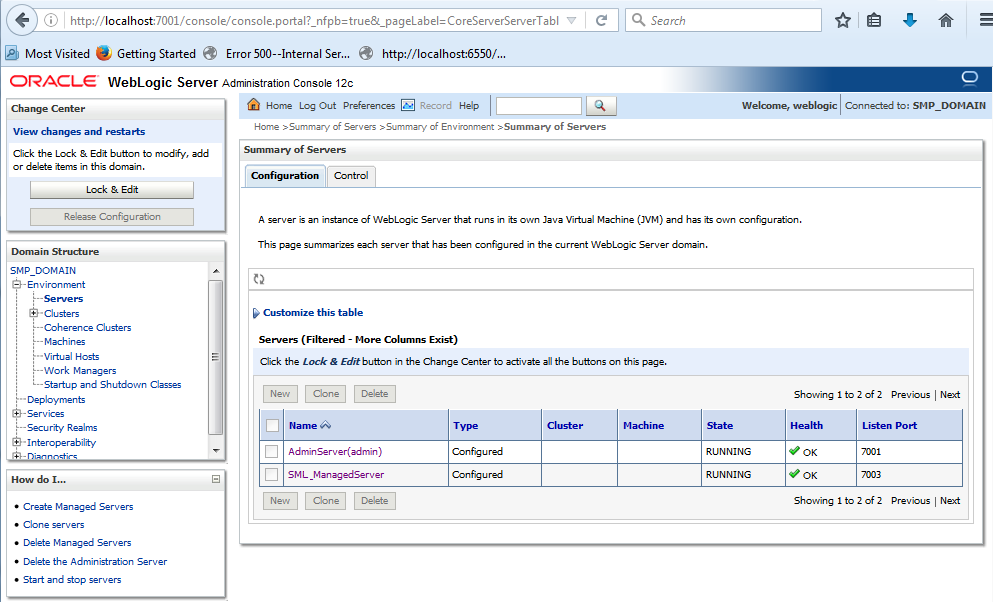 http://localhost:7001/console/console.portal?_nfpb=true&_pageLabel=CoreServerServerTabl
Search
Most Visited Getting Started Error 500--Internal Ser... http://localhost:6550/...
ORACLE WebLogic Server Administration Console 12c
Change Center
View changes and restarts
Click the Lock & Edit button to modify, add
or delete items in this domain.
Lock & Edit
Release Configuration
Domain Structure
SMP_DOMAIN
Environment
Servers
Clusters
Coherence Clusters
Machines
Virtual Hosts
Work Managers
Startup and Shutdown Classes
Deployments
Services
Security Realms
Interoperability
Diagnostics
How do I...
Create Managed Servers
Clone servers
Delete Managed Servers
Delete the Administration Server
Start and stop servers
Home Log Out Preferences Record Help
Welcome, weblogic Connected to: SMP_DOMAIN
Home >Summary of Servers >Summary of Environment >Summary of Servers
Summary of Servers
Configuration Control
A server is an instance of WebLogic Server that runs in its own Java Virtual Machine (JVM) and has its own configuration.
This page summarizes each server that has been configured in the current WebLogic Server domain.
Customize this table
Servers (Filtered - More Columns Exist)
Click the Lock & Edit button in the Change Center to activate all the buttons on this page.
New Clone Delete Showing 1 to 2 of 2 Previous | Next
Name Type Cluster Machine State Health Listen Port
AdminServer(admin) Configured RUNNING OK 7001
SML_ManagedServer Configured RUNNING OK 7003
New Clone Delete Showing 1 to 2 of 2 Previous | Next